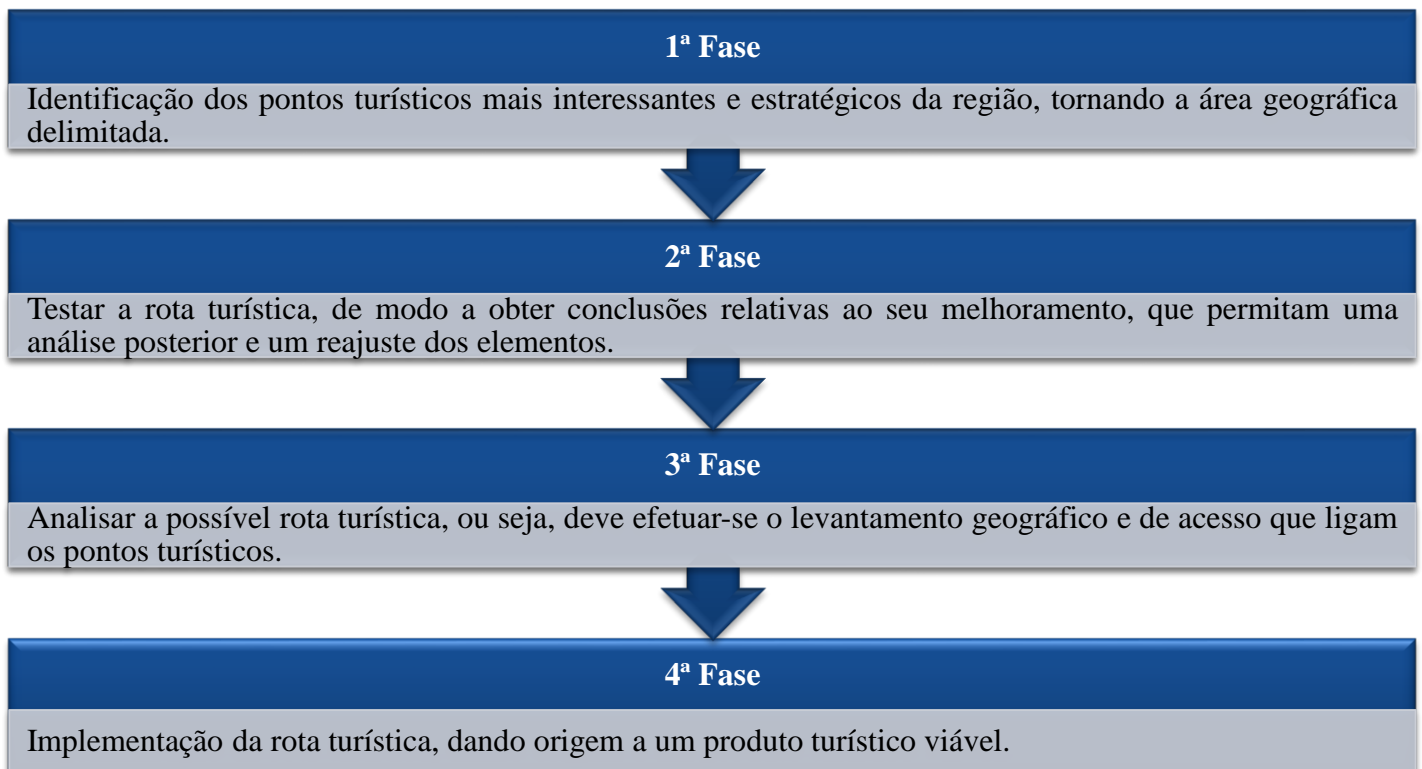 1ª Fase
Identificação dos pontos turísticos mais interessantes e estratégicos da região, tornando a área geográfica
delimitada.
2ª Fase
Testar a rota turística, de modo a obter conclusões relativas ao seu melhoramento, que permitam uma
análise posterior e um reajuste dos elementos.
3ª Fase
Analisar a possível rota turística, ou seja, deve efetuar-se o levantamento geográfico e de acesso que ligam
os pontos turísticos.
4ª Fase
Implementação da rota turística, dando origem a um produto turístico viável.